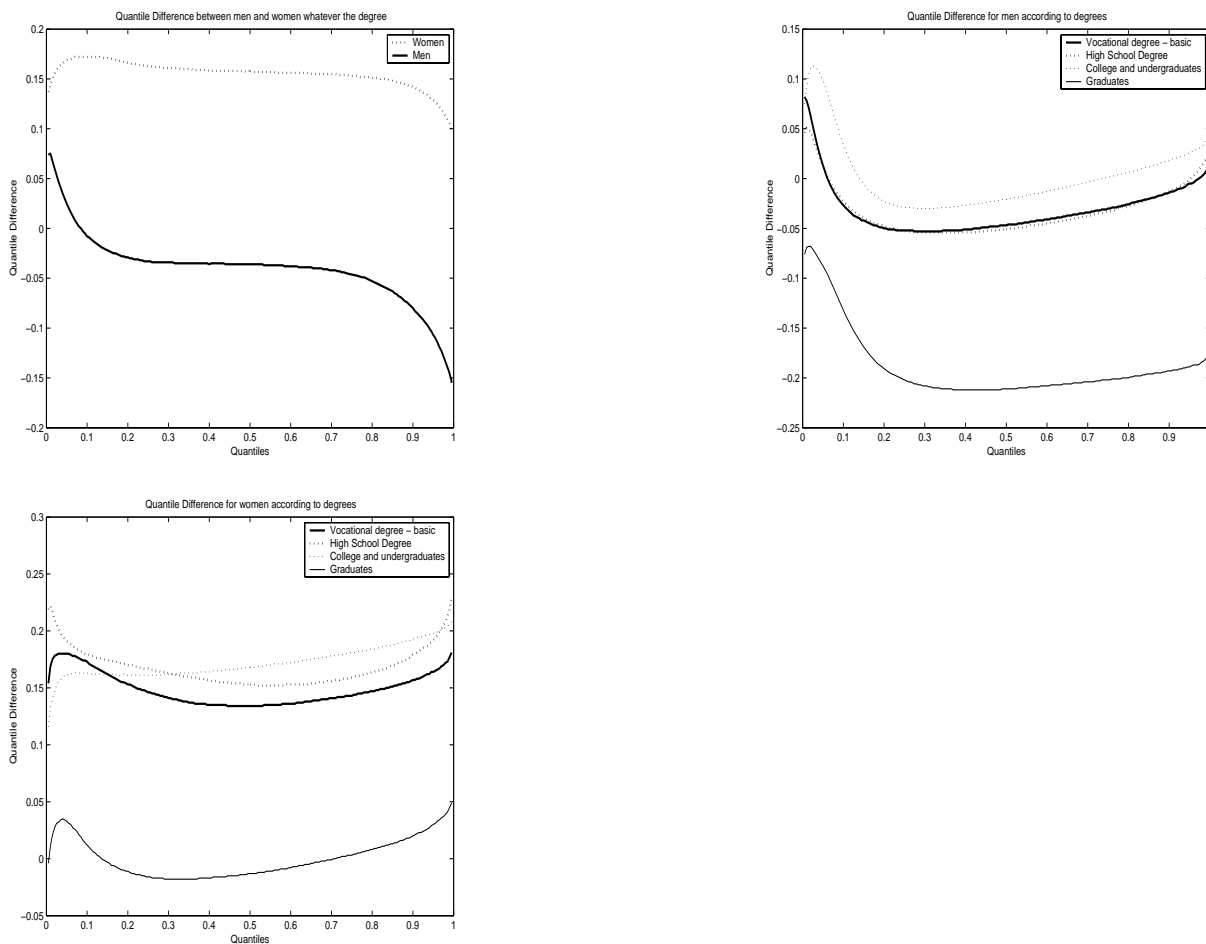 Quantile Difference between men and women whatever the degree
0.2
0.15
0.1
0.05
0
−0.05
−0.1
−0.15
−0.2
Quantile Difference
Women
Men
0 0.1 0.2 0.3 0.4 0.5 0.6 0.7 0.8 0.9 1
Quantiles
Quantile Difference for men according to degrees
0.15
0.1
0.05
0
−0.05
−0.1
−0.15
−0.2
−0.25
Quantile Difference
Vocational degree − basic
High School Degree
College and undergraduates
Graduates
0 0.1 0.2 0.3 0.4 0.5 0.6 0.7 0.8 0.9
Quantiles
Quantile Difference for women according to degrees
0.3
0.25
0.2
0.15
0.1
0.05
0
−0.05
Quantile Difference
Vocational degree − basic
High School Degree
College and undergraduates
Graduates
0 0.1 0.2 0.3 0.4 0.5 0.6 0.7 0.8 0.9 1
Quantiles